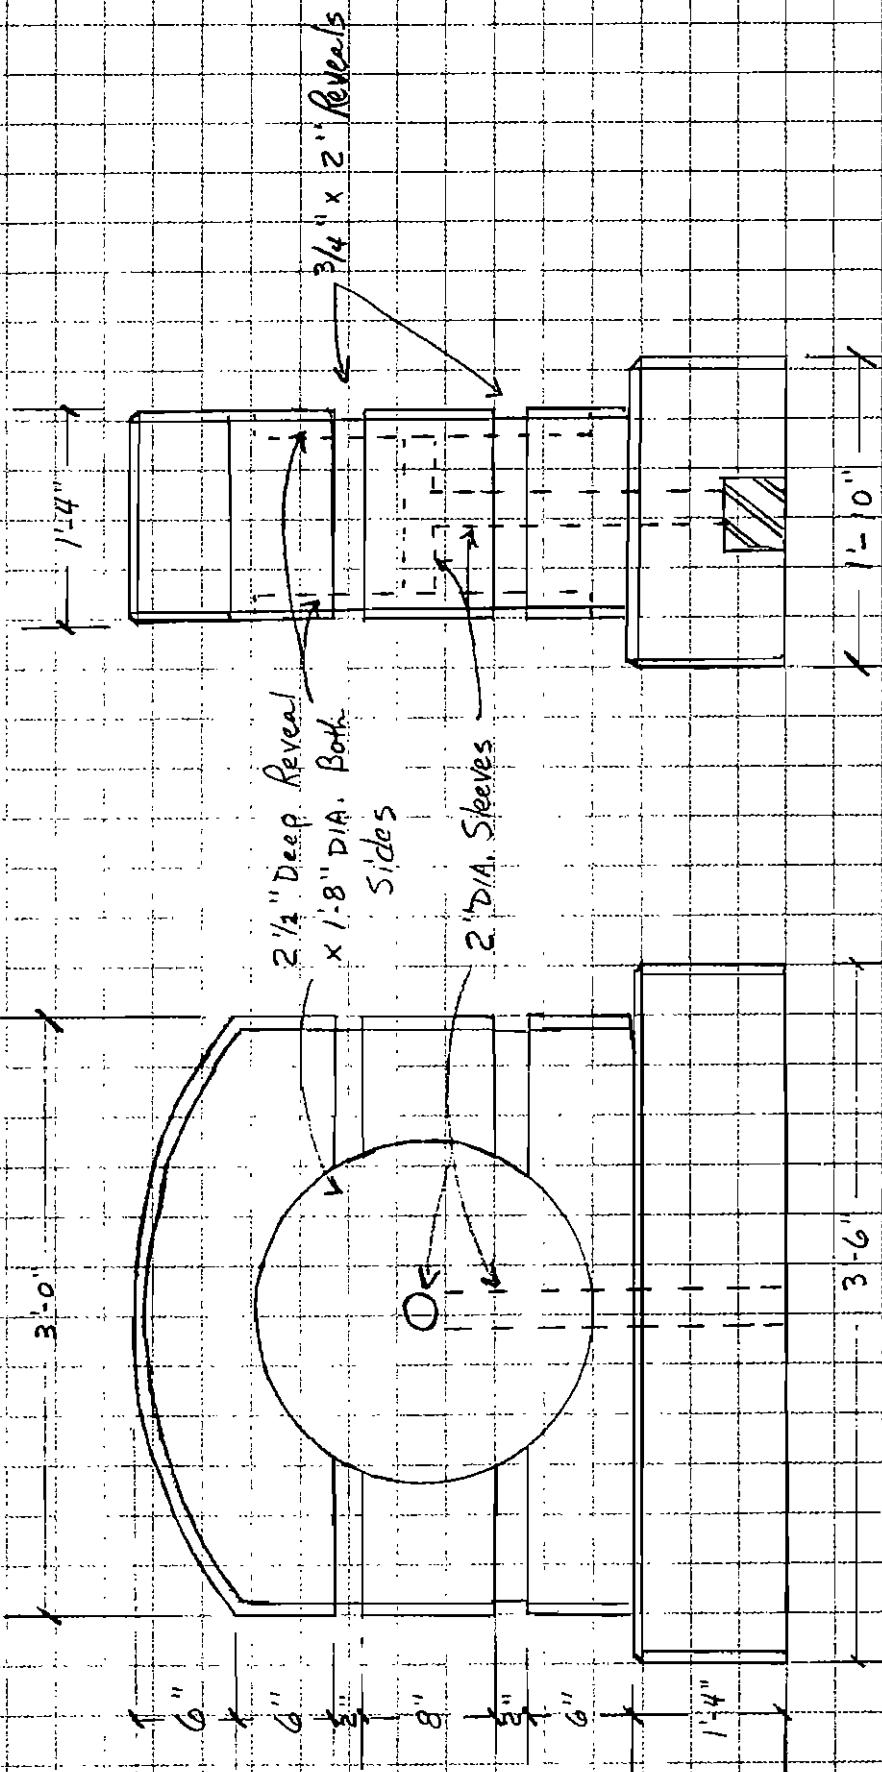 3'-0"
1'-4"
3/4" x 2" Reveals
2 1/2" Deep Reveal
x 1'-8" DIA. Both
Sides
2" DIA. Sleeves
6"
6"
2"
8"
2"
6"
1'-4"
3'-6"
1'-10"